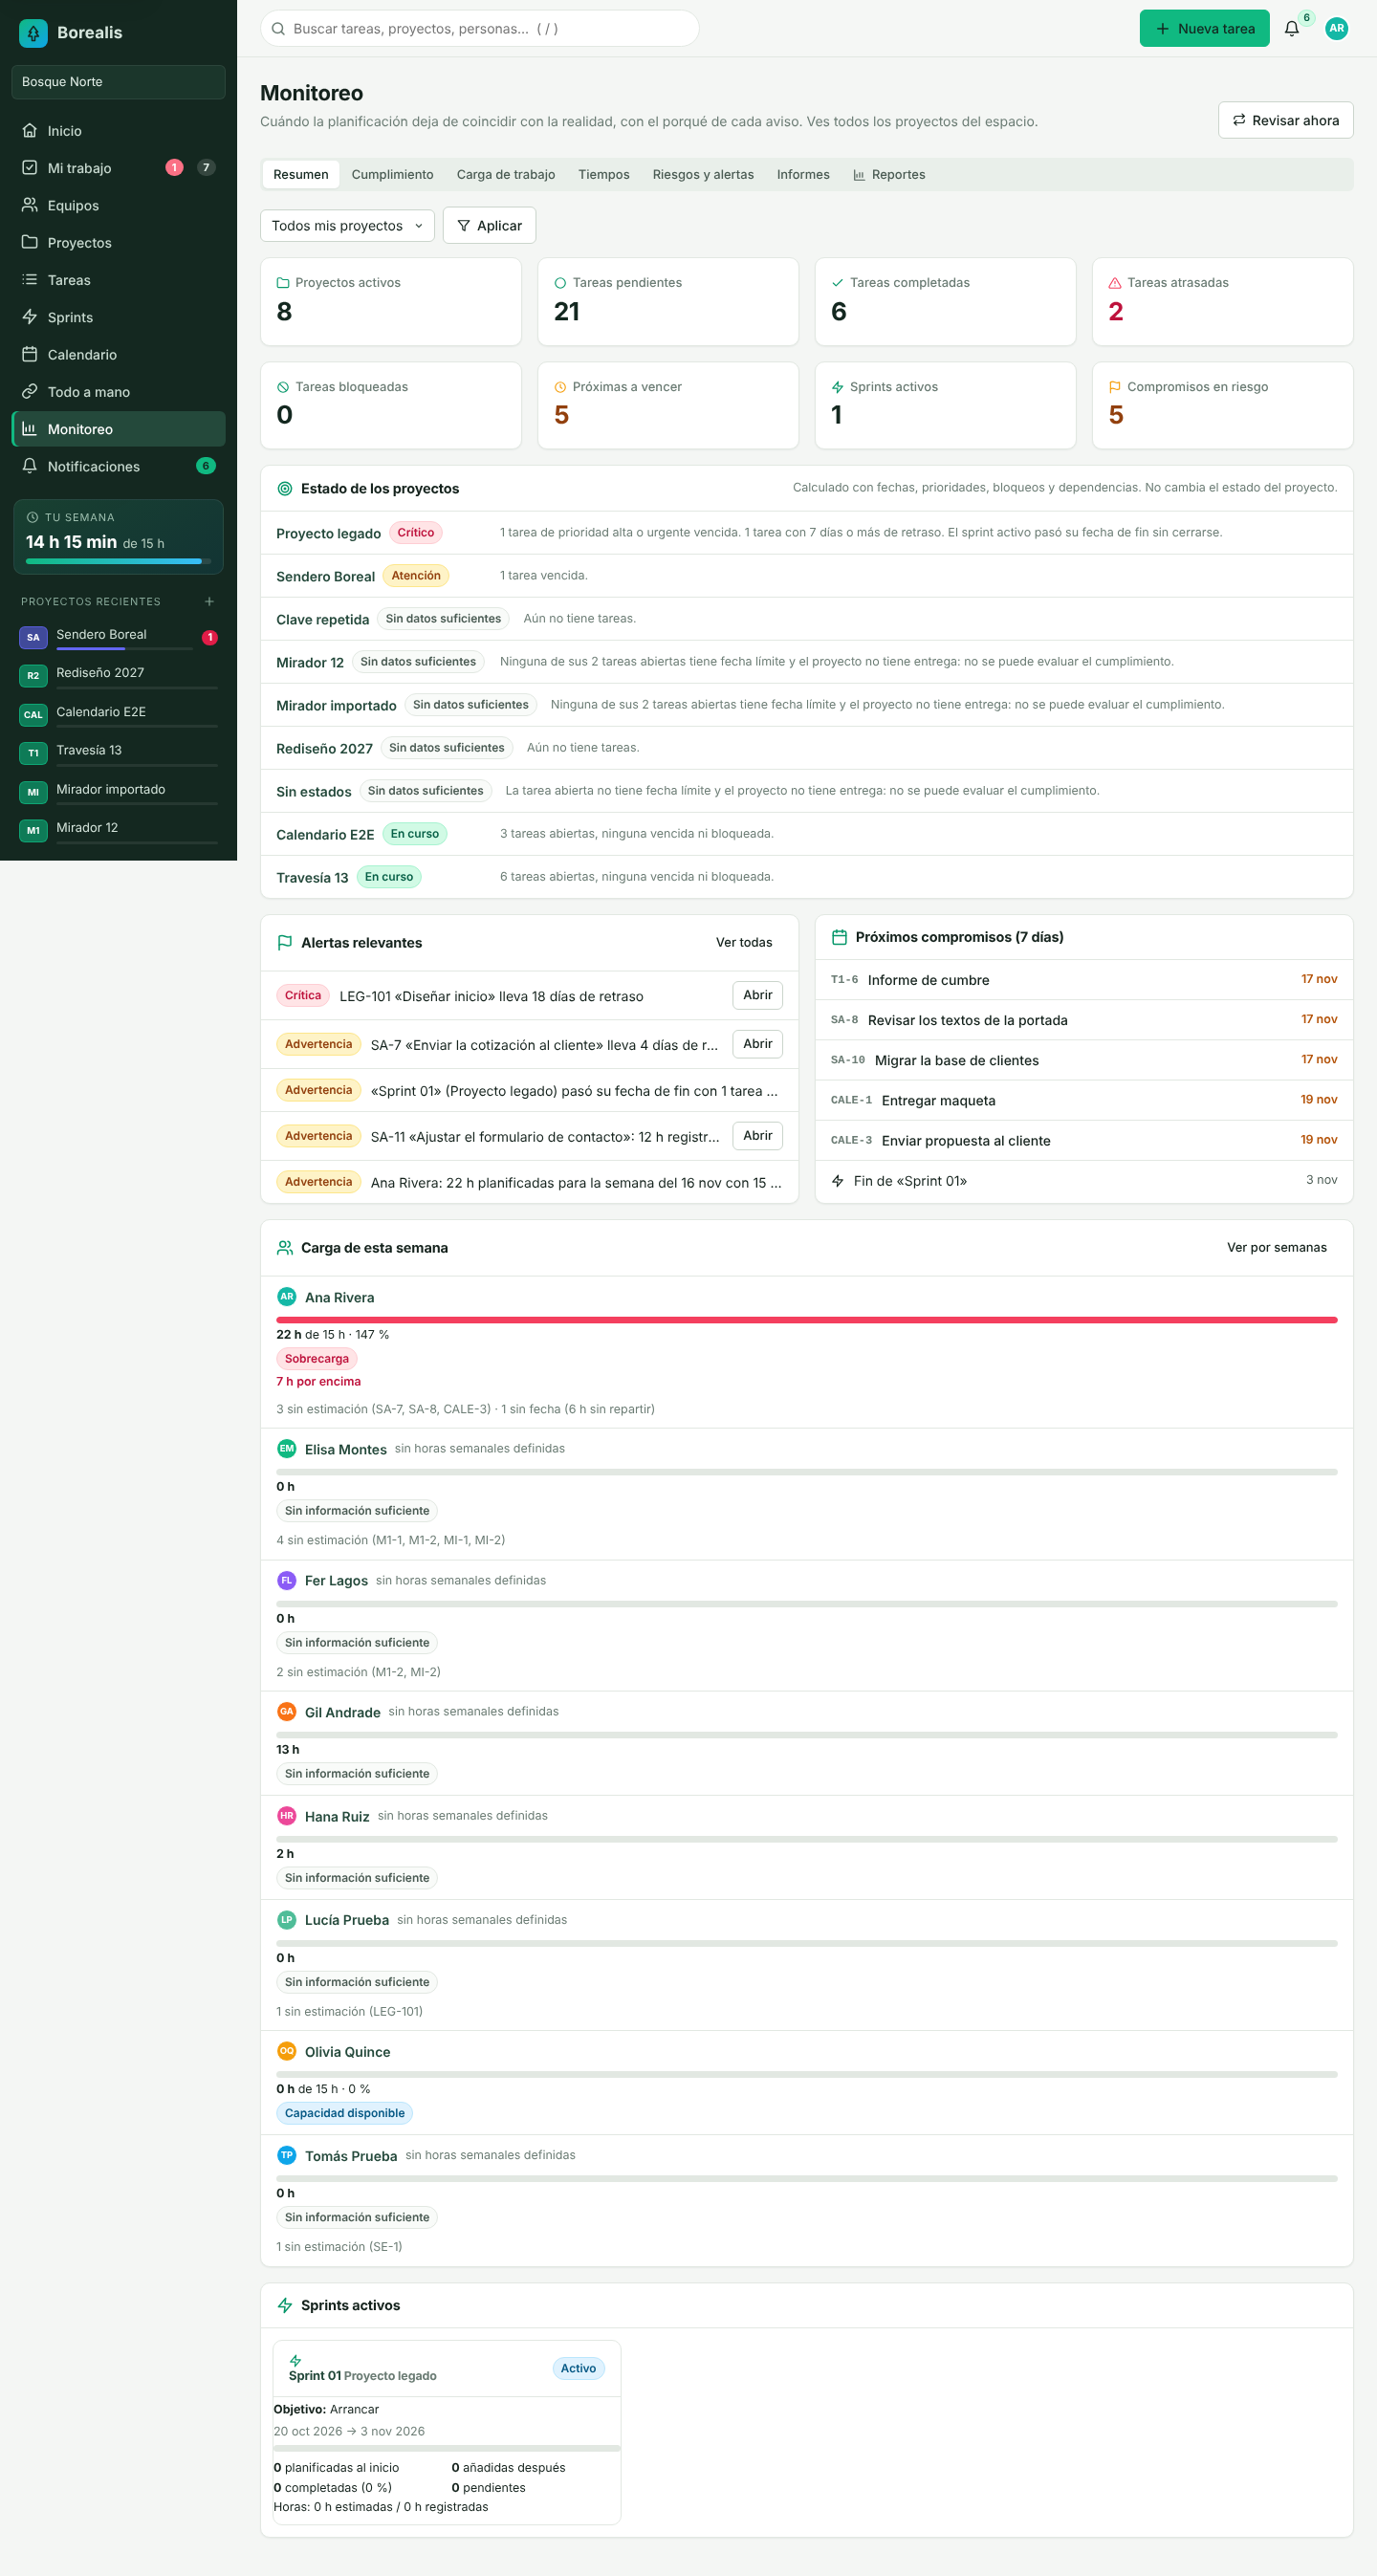 Borealis
Bosque Norte
Inicio
Mi trabajo 1 7
Equipos
Proyectos
Tareas
Sprints
Calendario
Todo a mano
Monitoreo
Notificaciones 6
TU SEMANA
14 h 15 min de 15 h
PROYECTOS RECIENTES
SA Sendero Boreal 1
R2 Rediseño 2027
CAL Calendario E2E
T1 Travesía 13
MI Mirador importado
M1 Mirador 12
Buscar tareas, proyectos, personas... ( / )
Nueva tarea
6
AR
Monitoreo
Cuándo la planificación deja de coincidir con la realidad, con el porqué de cada aviso. Ves todos los proyectos del espacio.
Revisar ahora
Resumen Cumplimiento Carga de trabajo Tiempos Riesgos y alertas Informes Reportes
Todos mis proyectos Aplicar
Proyectos activos
8
Tareas pendientes
21
Tareas completadas
6
Tareas atrasadas
2
Tareas bloqueadas
0
Próximas a vencer
5
Sprints activos
1
Compromisos en riesgo
5
Estado de los proyectos Calculado con fechas, prioridades, bloqueos y dependencias. No cambia el estado del proyecto.
Proyecto legado Crítico 1 tarea de prioridad alta o urgente vencida. 1 tarea con 7 días o más de retraso. El sprint activo pasó su fecha de fin sin cerrarse.
Sendero Boreal Atención 1 tarea vencida.
Clave repetida Sin datos suficientes Aún no tiene tareas.
Mirador 12 Sin datos suficientes Ninguna de sus 2 tareas abiertas tiene fecha límite y el proyecto no tiene entrega: no se puede evaluar el cumplimiento.
Mirador importado Sin datos suficientes Ninguna de sus 2 tareas abiertas tiene fecha límite y el proyecto no tiene entrega: no se puede evaluar el cumplimiento.
Rediseño 2027 Sin datos suficientes Aún no tiene tareas.
Sin estados Sin datos suficientes La tarea abierta no tiene fecha límite y el proyecto no tiene entrega: no se puede evaluar el cumplimiento.
Calendario E2E En curso 3 tareas abiertas, ninguna vencida ni bloqueada.
Travesía 13 En curso 6 tareas abiertas, ninguna vencida ni bloqueada.
Alertas relevantes Ver todas
Crítica LEG-101 «Diseñar inicio» lleva 18 días de retraso Abrir
Advertencia SA-7 «Enviar la cotización al cliente» lleva 4 días de r... Abrir
Advertencia «Sprint 01» (Proyecto legado) pasó su fecha de fin con 1 tarea ...
Advertencia SA-11 «Ajustar el formulario de contacto»: 12 h registr... Abrir
Advertencia Ana Rivera: 22 h planificadas para la semana del 16 nov con 15 ...
Próximos compromisos (7 días)
T1-6 Informe de cumbre 17 nov
SA-8 Revisar los textos de la portada 17 nov
SA-10 Migrar la base de clientes 17 nov
CALE-1 Entregar maqueta 19 nov
CALE-3 Enviar propuesta al cliente 19 nov
Fin de «Sprint 01» 3 nov
Carga de esta semana Ver por semanas
AR Ana Rivera
22 h de 15 h · 147 %
Sobrecarga
7 h por encima
3 sin estimación (SA-7, SA-8, CALE-3) · 1 sin fecha (6 h sin repartir)
EM Elisa Montes sin horas semanales definidas
0 h
Sin información suficiente
4 sin estimación (M1-1, M1-2, MI-1, MI-2)
FL Fer Lagos sin horas semanales definidas
0 h
Sin información suficiente
2 sin estimación (M1-2, MI-2)
GA Gil Andrade sin horas semanales definidas
13 h
Sin información suficiente
HR Hana Ruiz sin horas semanales definidas
2 h
Sin información suficiente
LP Lucía Prueba sin horas semanales definidas
0 h
Sin información suficiente
1 sin estimación (LEG-101)
OQ Olivia Quince
0 h de 15 h · 0 %
Capacidad disponible
TP Tomás Prueba sin horas semanales definidas
0 h
Sin información suficiente
1 sin estimación (SE-1)
Sprints activos
Sprint 01 Proyecto legado Activo
Objetivo: Arrancar
20 oct 2026 → 3 nov 2026
0 planificadas al inicio 0 añadidas después
0 completadas (0 %) 0 pendientes
Horas: 0 h estimadas / 0 h registradas